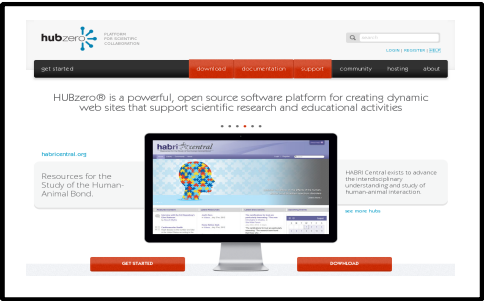 hubzero
PLATFORM
FOR SCIENTIFIC
COLLABORATION
search
LOGIN | REGISTER | HELP
get started
download
documentation
support
community
hosting
about
HUBzero® is a powerful, open source software platform for creating dynamic
web sites that support scientific research and educational activities
habricentral.org
Resources for the
Study of the Human-
Animal Bond.
habri central
HABRI Central exists to advance
the interdisciplinary
understanding and study of
human-animal interaction.
see more hubs
GET STARTED
DOWNLOAD